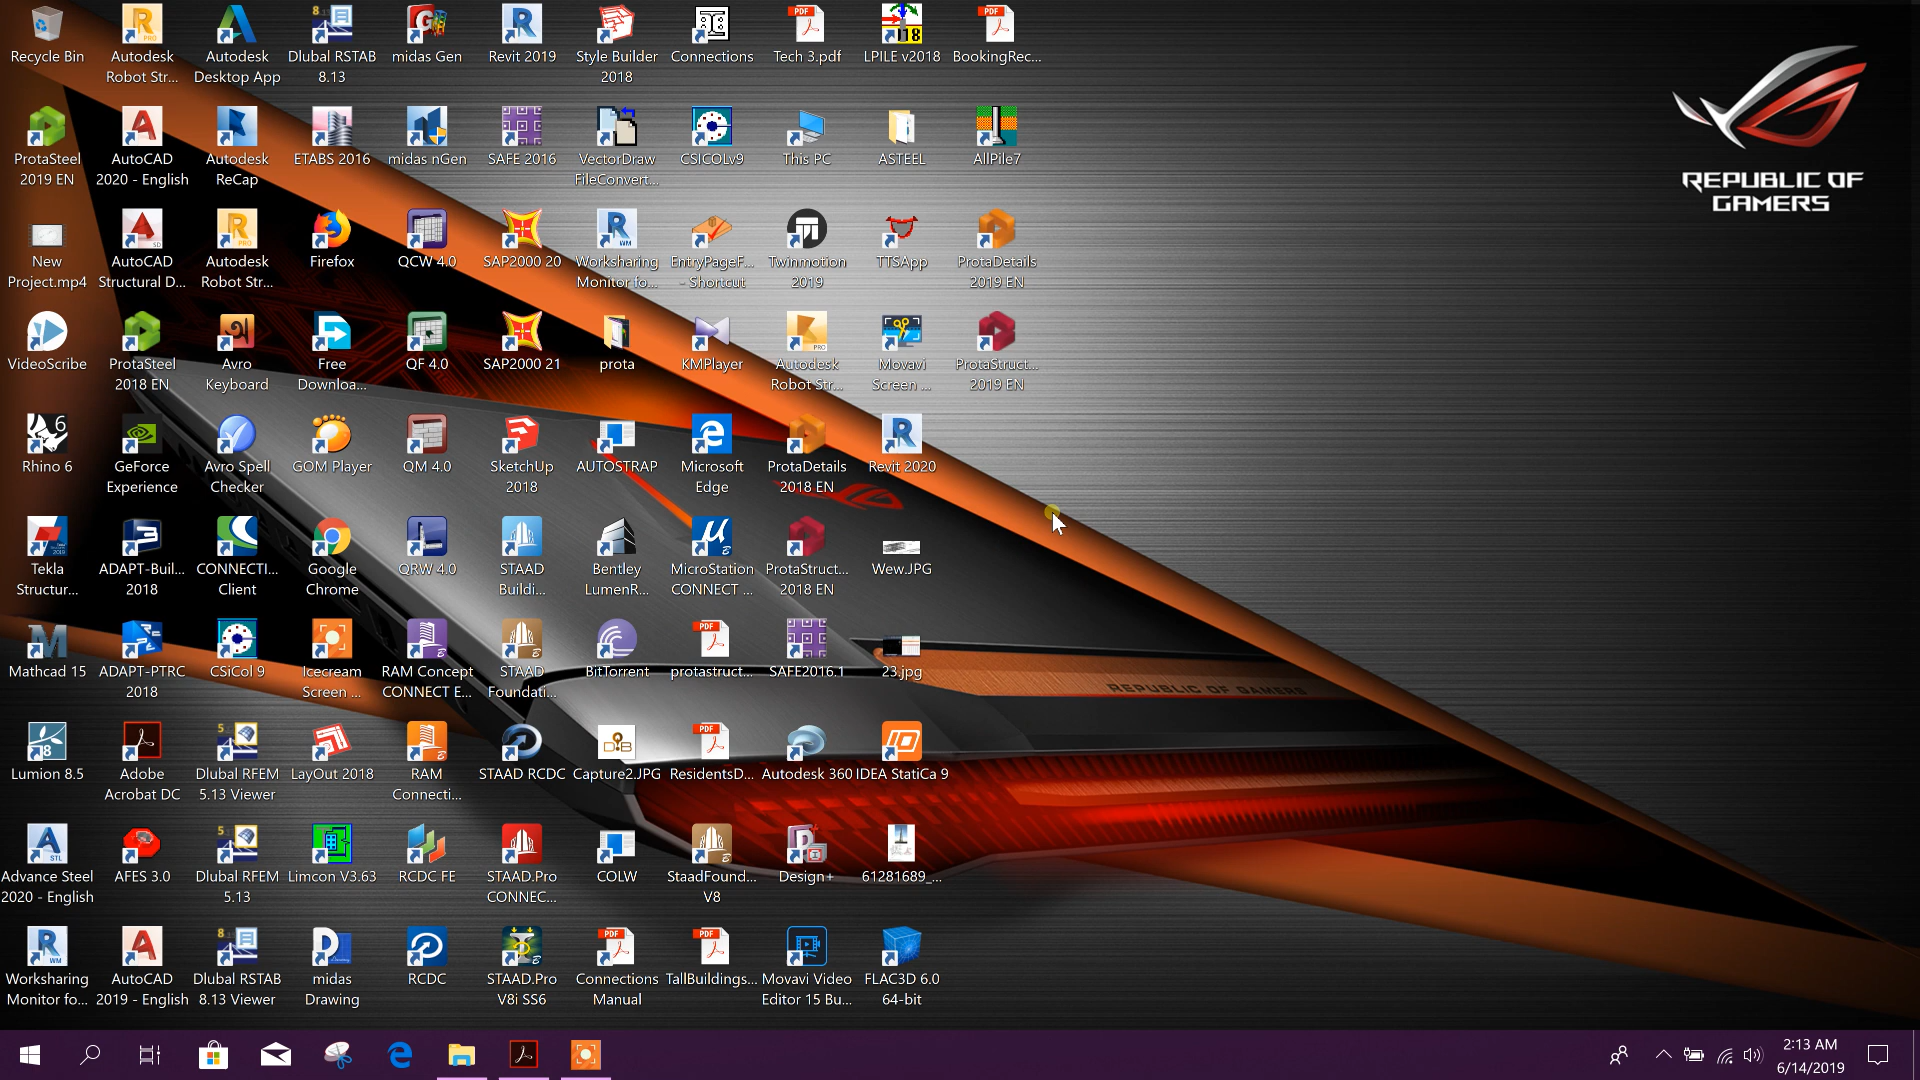 Recycle Bin
Autodesk
Robot Str...
Autodesk
Desktop App
Dlubal RSTAB
8.13
midas Gen
Revit 2019
Style Builder
2018
Connections
Tech 3.pdf
LPILE v2018
BookingRec...
ProtaSteel
2019 EN
AutoCAD
2020 - English
Autodesk
ReCap
ETABS 2016
midas nGen
SAFE 2016
VectorDraw
FileConvert...
CSICOLv9
This PC
ASTEEL
AllPile7
REPUBLIC OF
GAMERS
New
Project.mp4
AutoCAD
Structural D...
Autodesk
Robot Str...
Firefox
QCW 4.0
SAP2000 20
Worksharing
Monitor fo...
EntryPageF...
- Shortcut
Twinmotion
2019
TTSApp
ProtaDetails
2019 EN
VideoScribe
ProtaSteel
2018 EN
Avro
Keyboard
Free
Downloa...
QF 4.0
SAP2000 21
prota
KMPlayer
Autodesk
Robot Str...
Movavi
Screen ...
ProtaStruct...
2019 EN
Rhino 6
GeForce
Experience
Avro Spell
Checker
GOM Player
QM 4.0
SketchUp
2018
AUTOSTRAP
Microsoft
Edge
ProtaDetails
2018 EN
Revit 2020
Tekla
Structur...
ADAPT-Buil...
2018
CONNECTI...
Client
Google
Chrome
QRW 4.0
STAAD
Buildi...
Bentley
LumenR...
MicroStation
CONNECT ...
ProtaStruct...
2018 EN
Wew.JPG
Mathcad 15
ADAPT-PTRC
2018
CSiCol 9
Icecream
Screen ...
RAM Concept
CONNECT E...
STAAD
Foundati...
BitTorrent
protastruct...
SAFE2016.1
23.jpg
REPUBLIC OF GAMERS
Lumion 8.5
Adobe
Acrobat DC
Dlubal RFEM
5.13 Viewer
LayOut 2018
RAM
Connecti...
STAAD RCDC
Capture2.JPG
ResidentsD...
Autodesk 360
IDEA StatiCa 9
Advance Steel
2020 - English
AFES 3.0
Dlubal RFEM
5.13
Limcon V3.63
RCDC FE
STAAD.Pro
CONNEC...
COLW
StaadFound...
V8
Design+
61281689_...
Worksharing
Monitor fo...
AutoCAD
2019 - English
Dlubal RSTAB
8.13 Viewer
midas
Drawing
RCDC
STAAD.Pro
V8i SS6
Connections
Manual
TallBuildings...
Movavi Video
Editor 15 Bu...
FLAC3D 6.0
64-bit
2:13 AM
6/14/2019